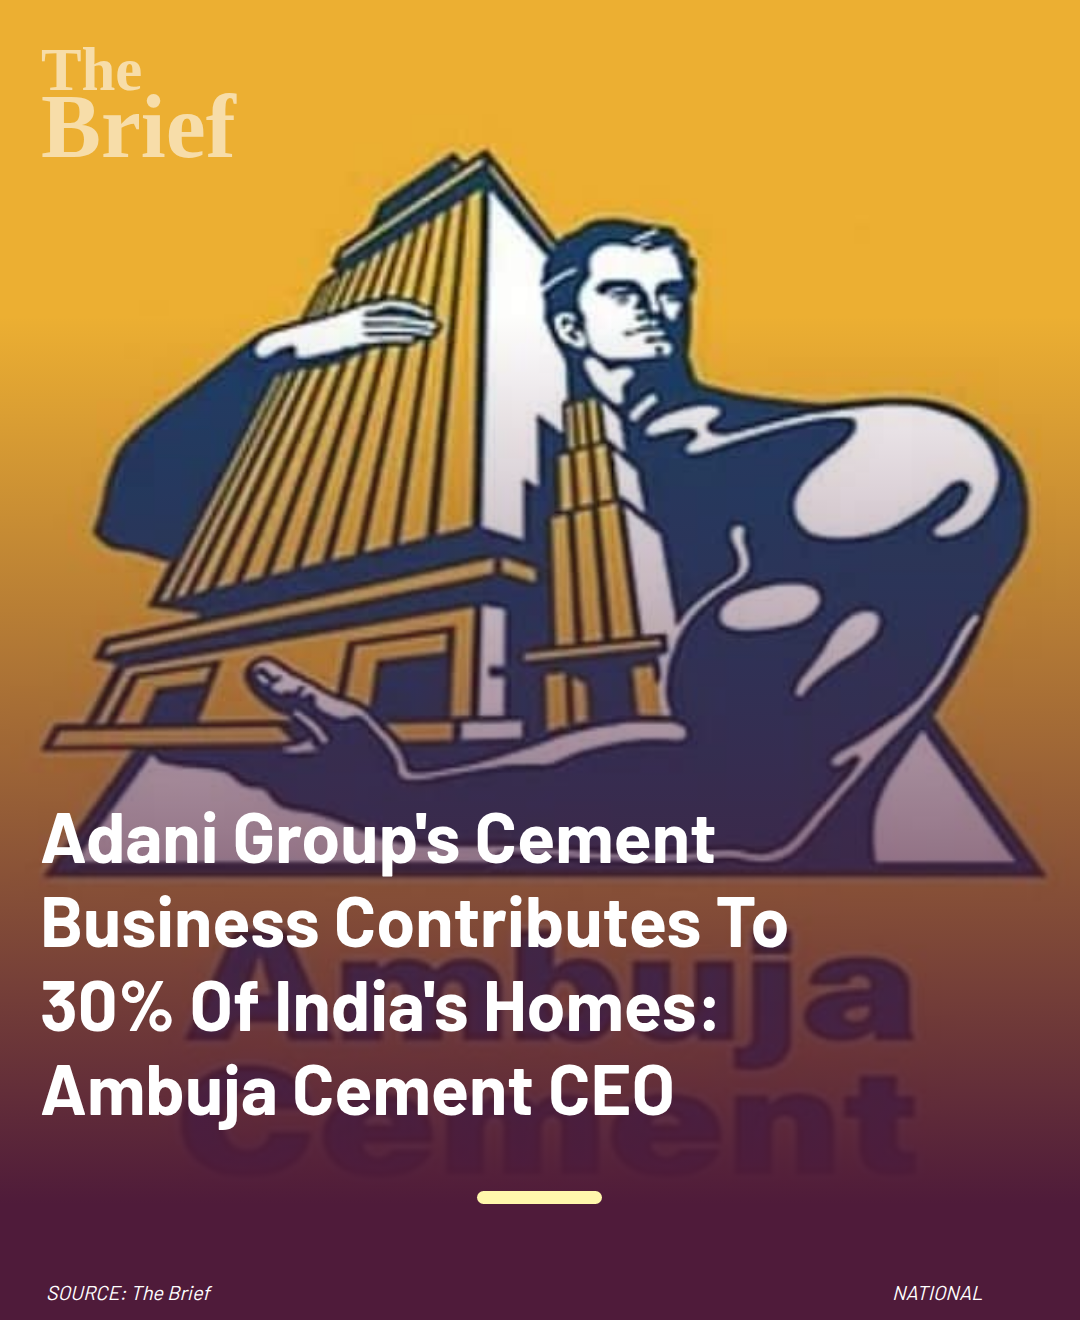 The
Brief
Adani Group's Cement
Business Contributes To
30% Of India's Homes:
Ambuja Cement CEO
Ambuja
Cement
SOURCE: The Brief
NATIONAL